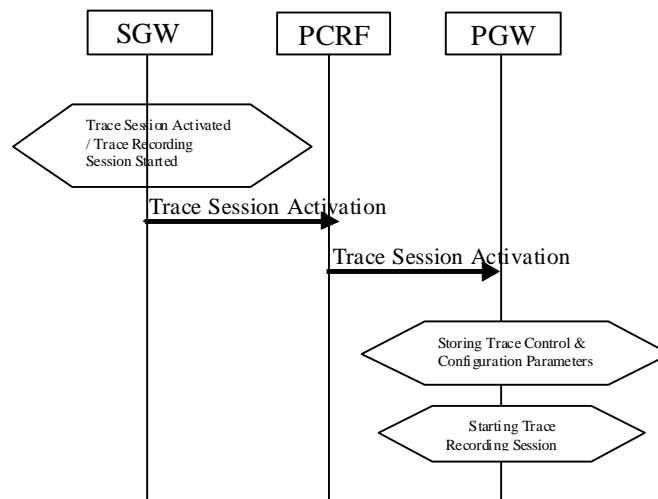 SGW
PCRF
PGW
Trace Session Activated
/ Trace Recording
Session Started
Trace Session Activation
Trace Session Activation
Storing Trace Control &
Configuration Parameters
Starting Trace
Recording Session